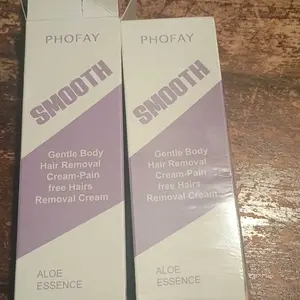 PHOFAY
SMOOTH
Gentle Body
Hair Removal
Cream-Pain
free Hairs
Removal Cream
ALOE
ESSENCE
PHOFAY
SMOOTH
Gentle Body
Hair Removal
Cream-Pain
free Hairs
Removal Cream
ALOE
ESSENCE